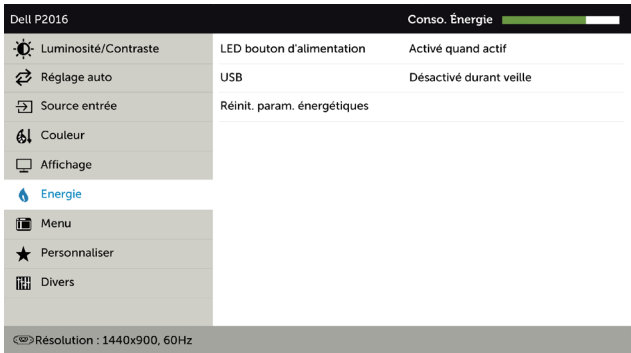 Dell P2016 Conso. Énergie
Luminosité/Contraste LED bouton d'alimentation Activé quand actif
Réglage auto USB Désactivé durant veille
Source entrée Réinit. param. énergétiques
Couleur
Affichage
Energie
Menu
Personnaliser
Divers
Résolution : 1440x900, 60Hz